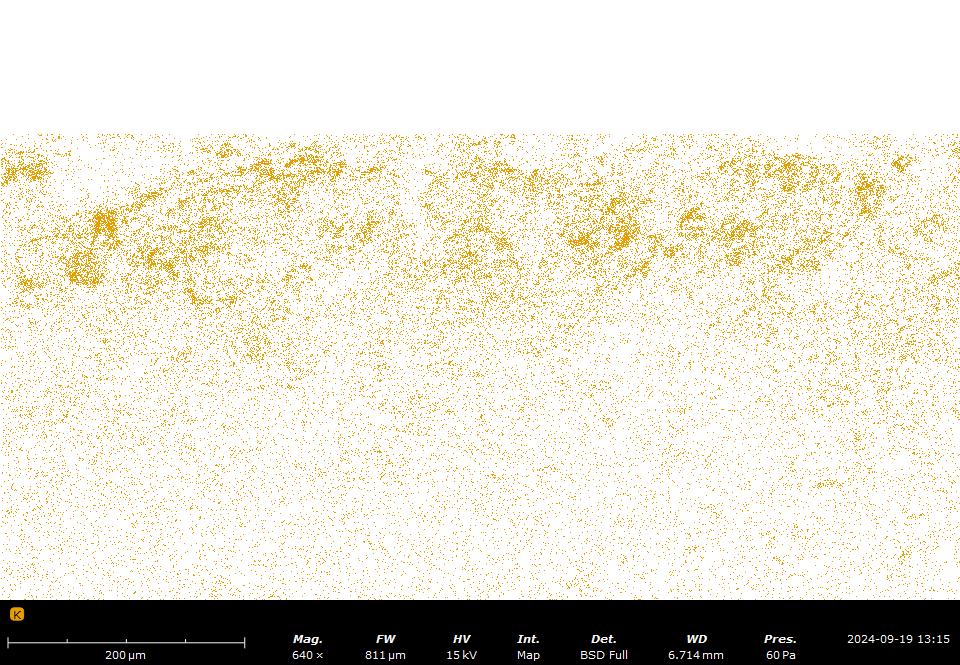 K
Mag. FW HV Int. Det. WD Pres. 2024-09-19 13:15
200 µm 640 × 811 µm 15 kV Map BSD Full 6.714 mm 60 Pa